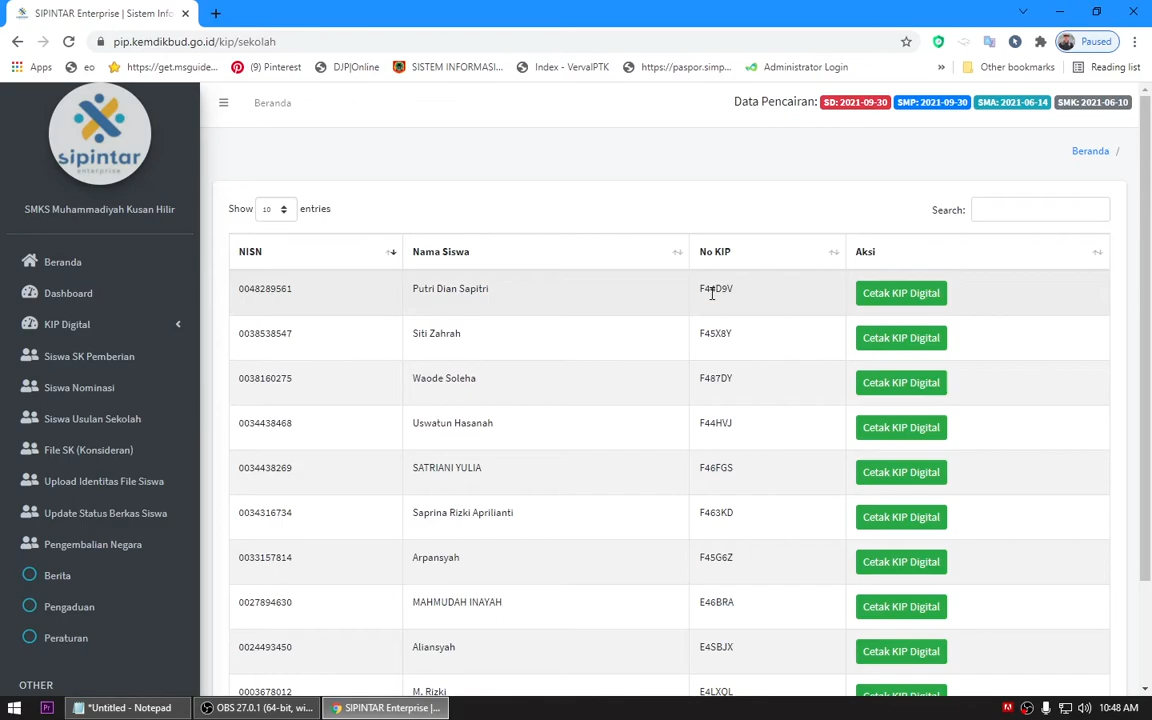 SIPINTAR Enterprise | Sistem Info
pip.kemdikbud.go.id/kip/sekolah
Paused
Apps
eo
https://get.msguide...
(9) Pinterest
DJP|Online
SISTEM INFORMASI...
Index - VervalPTK
https://paspor.simp...
Administrator Login
»
Other bookmarks
Reading list
sipintar
enterprise
SMKS Muhammadiyah Kusan Hilir
Beranda
Dashboard
KIP Digital
Siswa SK Pemberian
Siswa Nominasi
Siswa Usulan Sekolah
File SK (Konsideran)
Upload Identitas File Siswa
Update Status Berkas Siswa
Pengembalian Negara
Berita
Pengaduan
Peraturan
OTHER
Beranda
Data Pencairan: SD: 2021-09-30 SMP: 2021-09-30 SMA: 2021-06-14 SMK: 2021-06-10
Beranda /
Show 10 entries
Search:
NISN Nama Siswa No KIP Aksi
0048289561 Putri Dian Sapitri F44D9V Cetak KIP Digital
0038538547 Siti Zahrah F45X8Y Cetak KIP Digital
0038160275 Waode Soleha F487DY Cetak KIP Digital
0034438468 Uswatun Hasanah F44HVJ Cetak KIP Digital
0034438269 SATRIANI YULIA F46FGS Cetak KIP Digital
0034316734 Saprina Rizki Aprilianti F463KD Cetak KIP Digital
0033157814 Arpansyah F45G6Z Cetak KIP Digital
0027894630 MAHMUDAH INAYAH E46BRA Cetak KIP Digital
0024493450 Aliansyah E4SBJX Cetak KIP Digital
0003678012 M. Rizki E4LXQL Cetak KIP Digital
*Untitled - Notepad
OBS 27.0.1 (64-bit, wi...
SIPINTAR Enterprise |...
10:48 AM